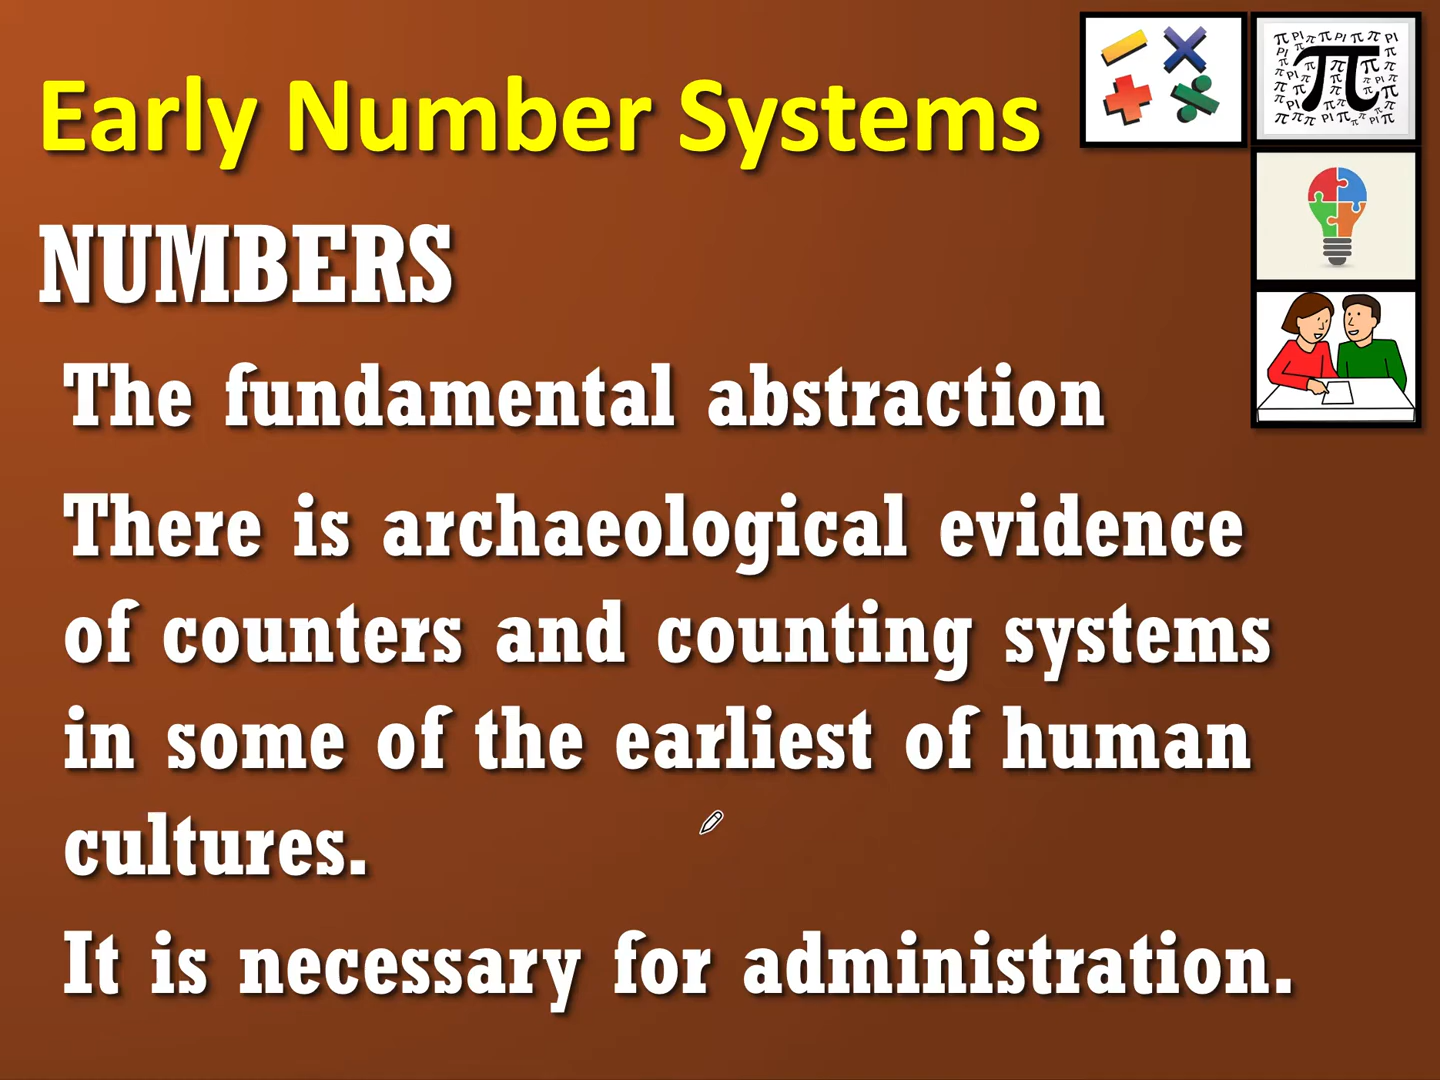 Early Number Systems
NUMBERS
The fundamental abstraction
There is archaeological evidence
of counters and counting systems
in some of the earliest of human
cultures.
It is necessary for administration.